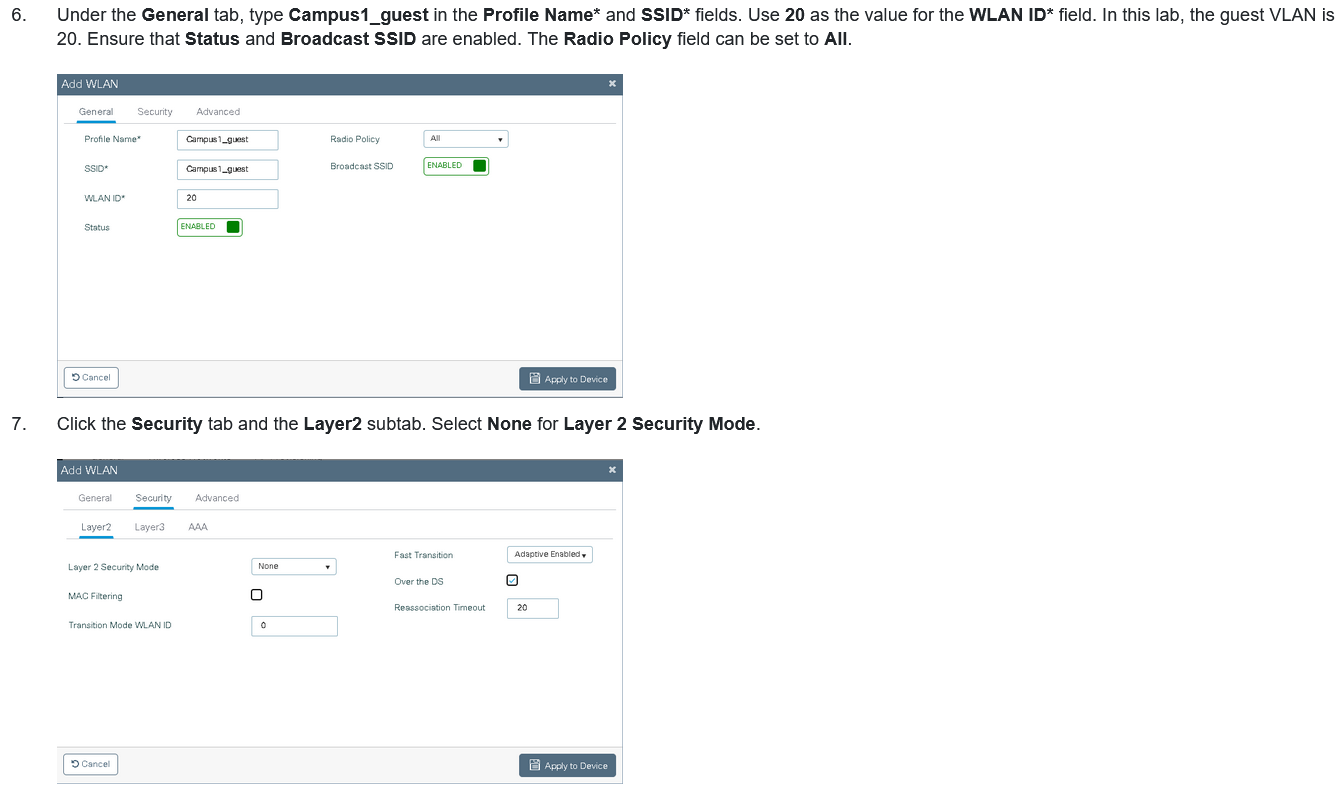 6. Under the General tab, type Campus1_guest in the Profile Name* and SSID* fields. Use 20 as the value for the WLAN ID* field. In this lab, the guest VLAN is
20. Ensure that Status and Broadcast SSID are enabled. The Radio Policy field can be set to All.
Add WLAN
General Security Advanced
Profile Name* Campus1_guest Radio Policy All
SSID* Campus1_guest Broadcast SSID ENABLED
WLAN ID* 20
Status ENABLED
Cancel Apply to Device
7. Click the Security tab and the Layer2 subtab. Select None for Layer 2 Security Mode.
Add WLAN
General Security Advanced
Layer2 Layer3 AAA
Layer 2 Security Mode None Fast Transition Adaptive Enabled
MAC Filtering Over the DS
Transition Mode WLAN ID 0 Reassociation Timeout 20
Cancel Apply to Device